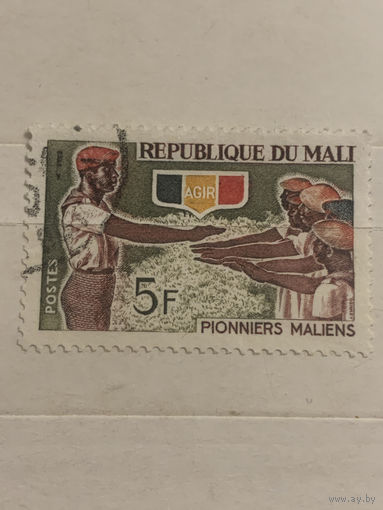 REPUBLIQUE DU MALI
AGIR
POSTES
5F
PIONNIERS MALIENS
www.ay.by